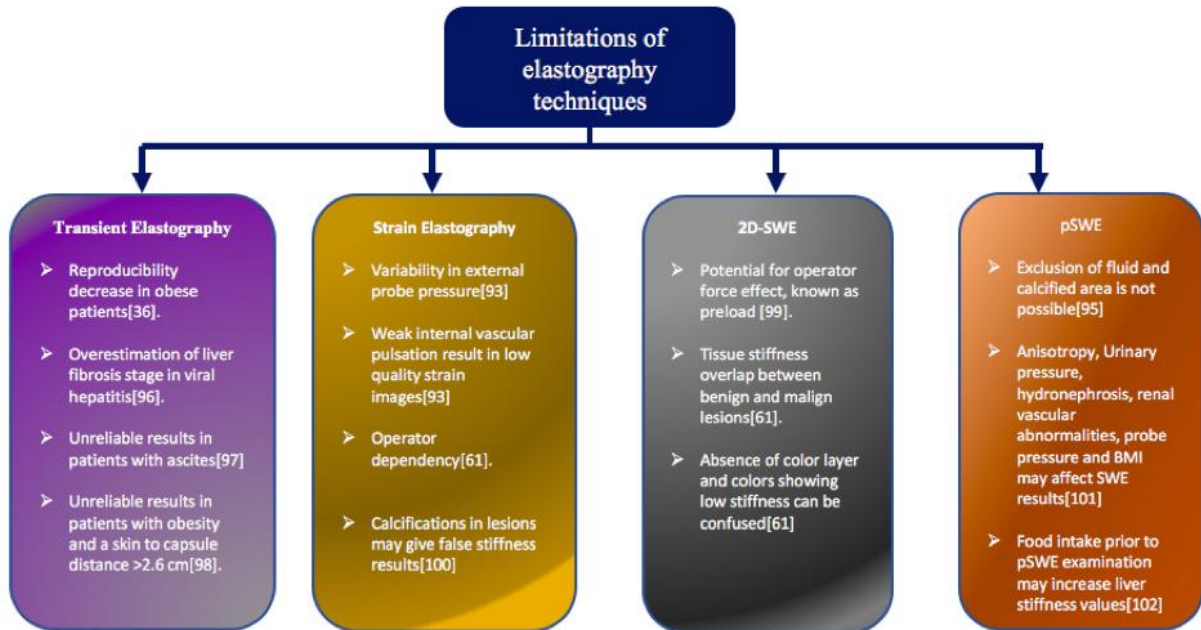 Limitations of
elastography
techniques
Transient Elastography
➢ Reproducibility
decrease in obese
patients[36].
➢ Overestimation of liver
fibrosis stage in viral
hepatitis[96].
➢ Unreliable results in
patients with ascites[97]
➢ Unreliable results in
patients with obesity
and a skin to capsule
distance >2.6 cm[98].
Strain Elastography
➢ Variability in external
probe pressure[93]
➢ Weak internal vascular
pulsation result in low
quality strain
images[93]
➢ Operator
dependency[61].
➢ Calcifications in lesions
may give false stiffness
results[100]
2D-SWE
➢ Potential for operator
force effect, known as
preload [99].
➢ Tissue stiffness
overlap between
benign and malign
lesions[61].
➢ Absence of color layer
and colors showing
low stiffness can be
confused[61]
pSWE
➢ Exclusion of fluid and
calcified area is not
possible[95]
➢ Anisotropy, Urinary
pressure,
hydronephrosis, renal
vascular
abnormalities, probe
pressure and BMI
may affect SWE
results[101]
➢ Food intake prior to
pSWE examination
may increase liver
stiffness values[102]